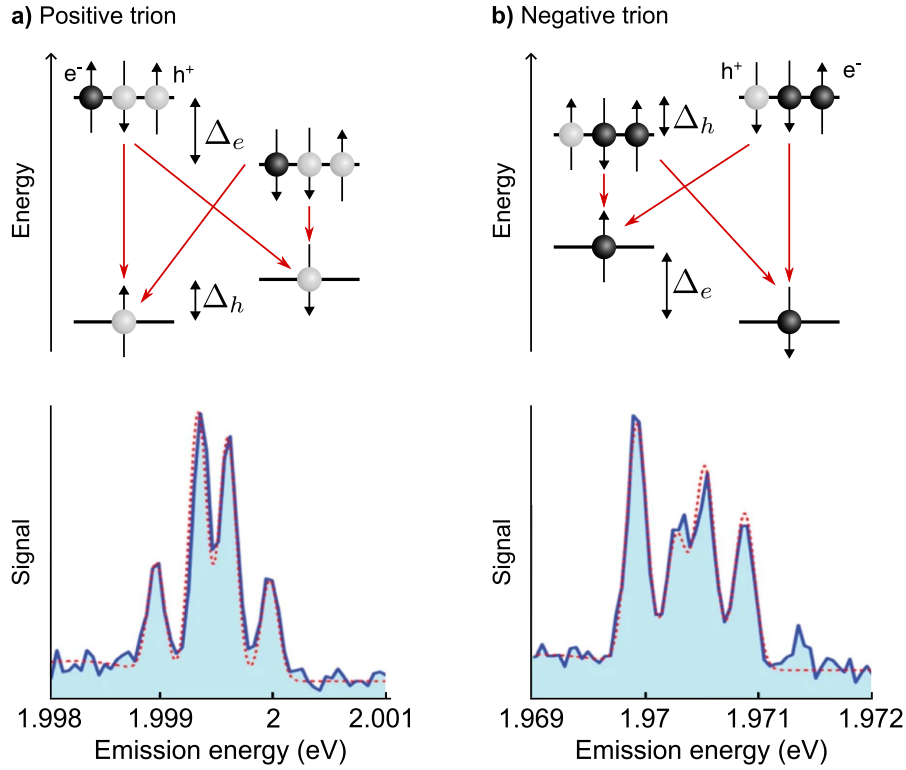 a) Positive trion
e- h+
Δe
Energy
Δh
b) Negative trion
h+ e-
Δh
Energy
Δe
Signal
1.998 1.999 2 2.001
Emission energy (eV)
Signal
1.969 1.97 1.971 1.972
Emission energy (eV)